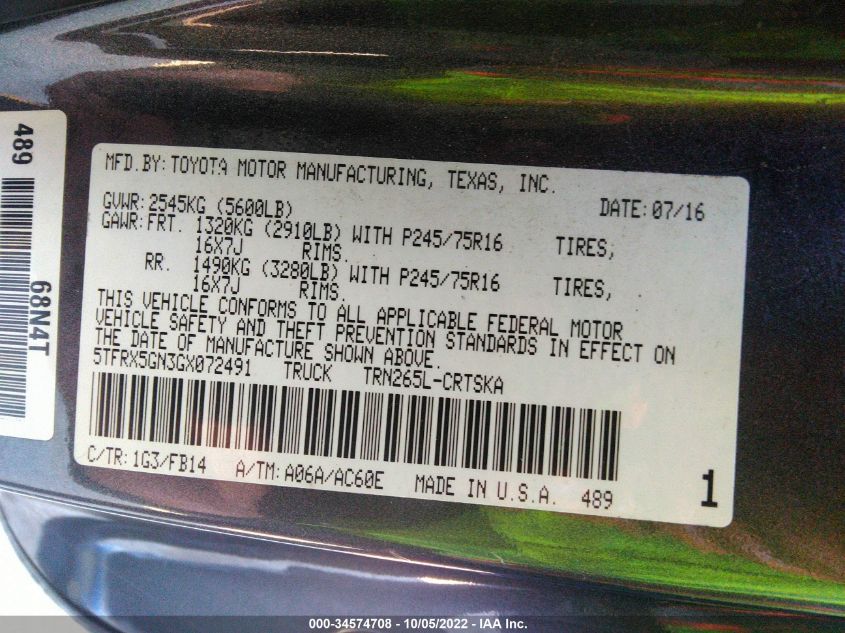 489
68N4T
MFD.BY:TOYOTA MOTOR MANUFACTURING, TEXAS, INC.
GVWR:2545KG (5600LB) DATE:07/16
GAWR:FRT. 1320KG (2910LB) WITH P245/75R16 TIRES,
16X7J RIMS.
RR. 1490KG (3280LB) WITH P245/75R16 TIRES,
16X7J RIMS.
THIS VEHICLE CONFORMS TO ALL APPLICABLE FEDERAL MOTOR
VEHICLE SAFETY AND THEFT PREVENTION STANDARDS IN EFFECT ON
THE DATE OF MANUFACTURE SHOWN ABOVE.
5TFRX5GN3GX072491 TRUCK TRN265L-CRTSKA
C/TR:1G3/FB14 A/TM:A06A/AC60E MADE IN U.S.A. 489 1
000-34574708 - 10/05/2022 - IAA Inc.